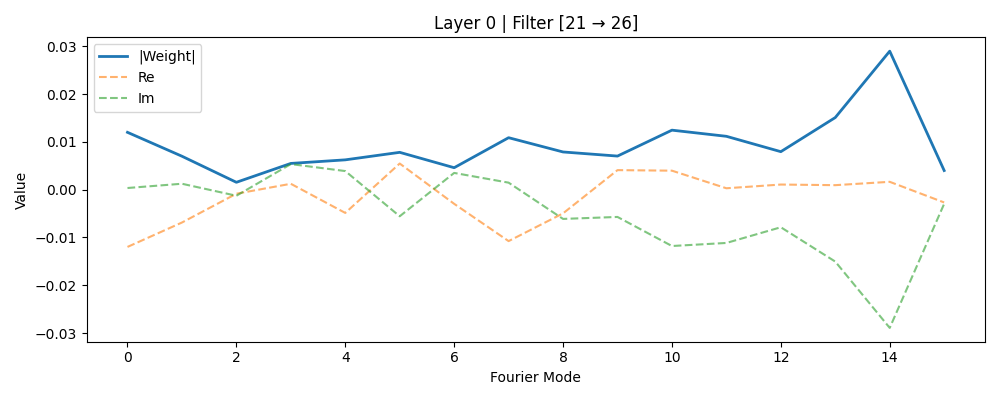 Layer 0 | Filter [21 → 26]
|Weight|
Re
Im
0.03
0.02
0.01
0.00
−0.01
−0.02
−0.03
Value
0 2 4 6 8 10 12 14
Fourier Mode